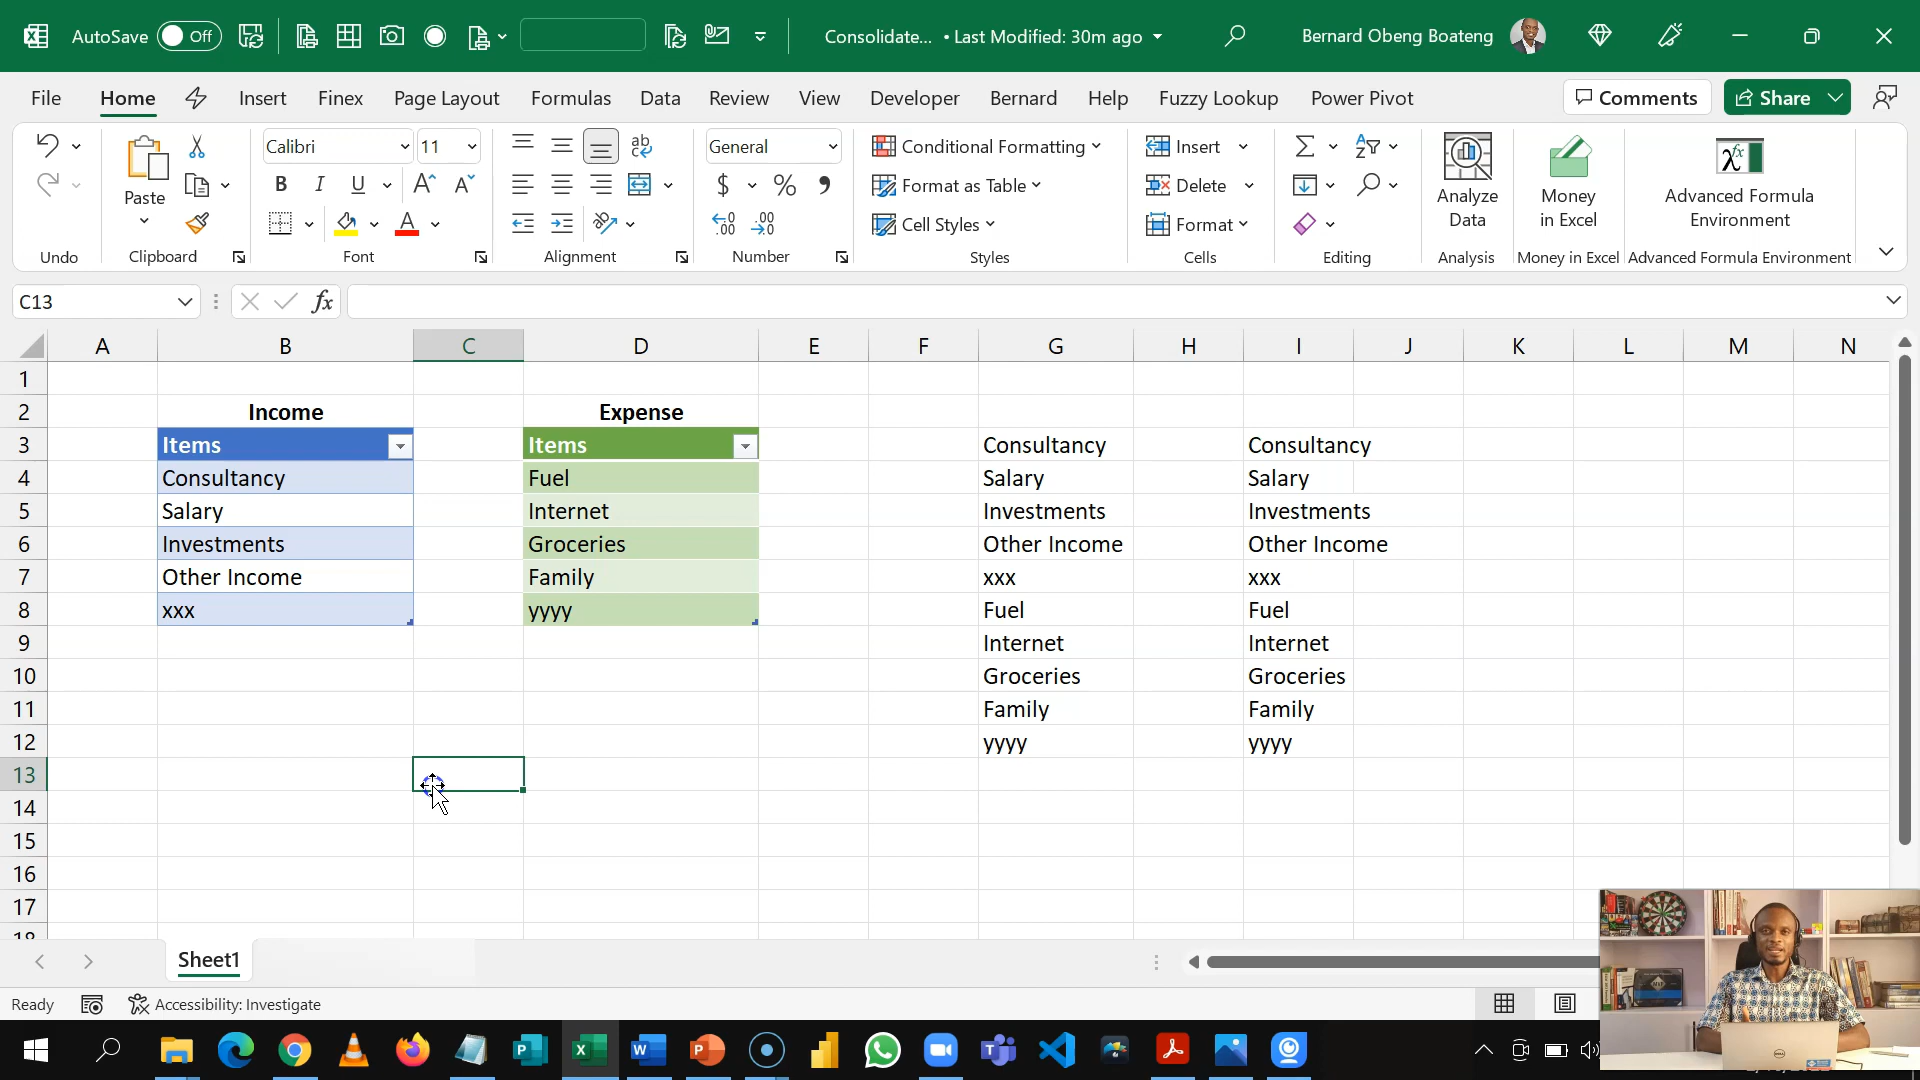 AutoSave Off Consolidate... • Last Modified: 30m ago Bernard Obeng Boateng
File Home Insert Finex Page Layout Formulas Data Review View Developer Bernard Help Fuzzy Lookup Power Pivot Comments Share
Paste
Calibri 11
General
Conditional Formatting
Format as Table
Cell Styles
Insert
Delete
Format
Analyze
Data
Money
in Excel
Advanced Formula
Environment
Undo Clipboard Font Alignment Number Styles Cells Editing Analysis Money in Excel Advanced Formula Environment
C13 fx
A B C D E F G H I J K L M N
1
2 Income Expense
3 Items Items Consultancy Consultancy
4 Consultancy Fuel Salary Salary
5 Salary Internet Investments Investments
6 Investments Groceries Other Income Other Income
7 Other Income Family xxx xxx
8 xxx yyyy Fuel Fuel
9 Internet Internet
10 Groceries Groceries
11 Family Family
12 yyyy yyyy
13
14
15
16
17
18
Sheet1
Ready Accessibility: Investigate